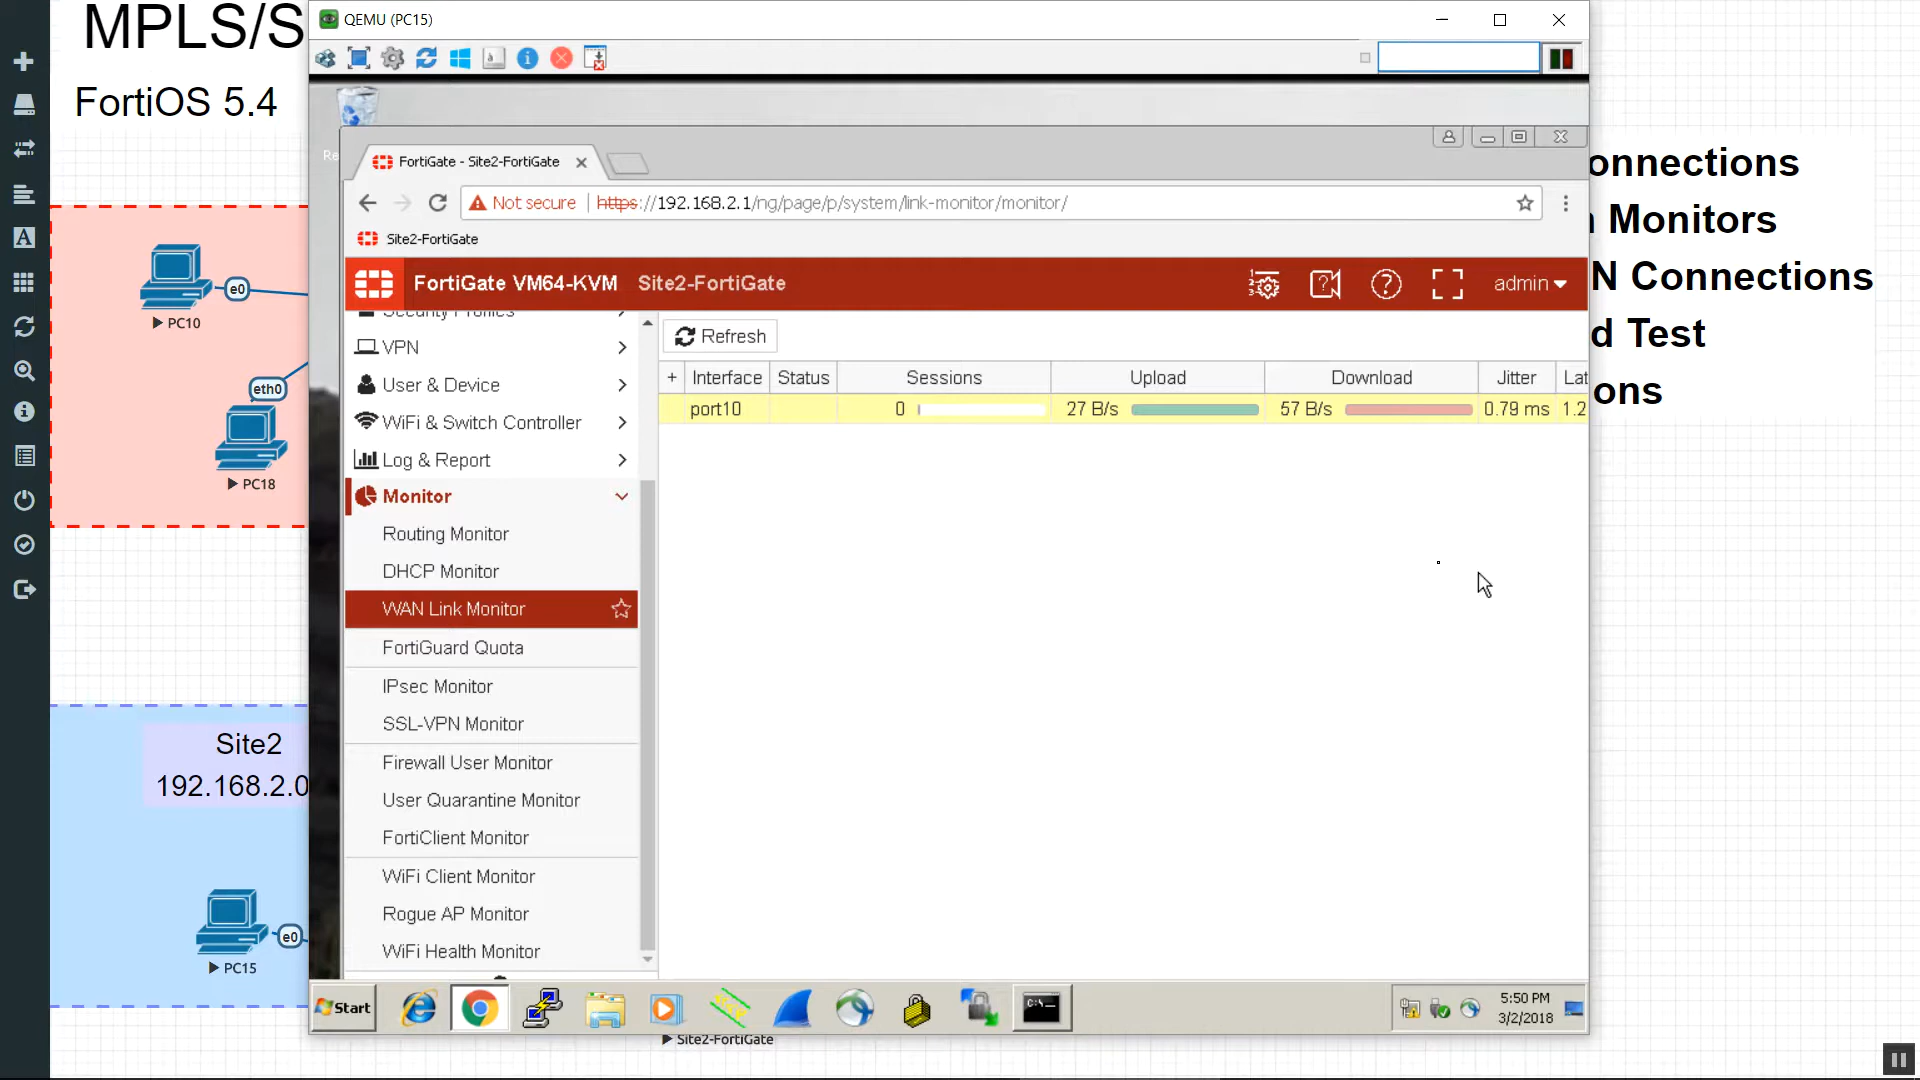 MPLS/S
FortiOS 5.4
QEMU (PC15)
FortiGate - Site2-FortiGate
Not secure https://192.168.2.1/ng/page/p/system/link-monitor/monitor/
Site2-FortiGate
FortiGate VM64-KVM Site2-FortiGate
admin
Security Profiles
VPN
User & Device
WiFi & Switch Controller
Log & Report
Monitor
Routing Monitor
DHCP Monitor
WAN Link Monitor
FortiGuard Quota
IPsec Monitor
SSL-VPN Monitor
Firewall User Monitor
User Quarantine Monitor
FortiClient Monitor
WiFi Client Monitor
Rogue AP Monitor
WiFi Health Monitor
Refresh
+ Interface Status Sessions Upload Download Jitter Lat
port10 0 27 B/s 57 B/s 0.79 ms 1.2
onnections
Monitors
N Connections
d Test
ons
e0
PC10
eth0
PC18
Site2
192.168.2.0
e0
PC15
Start
5:50 PM
3/2/2018
Site2-FortiGate